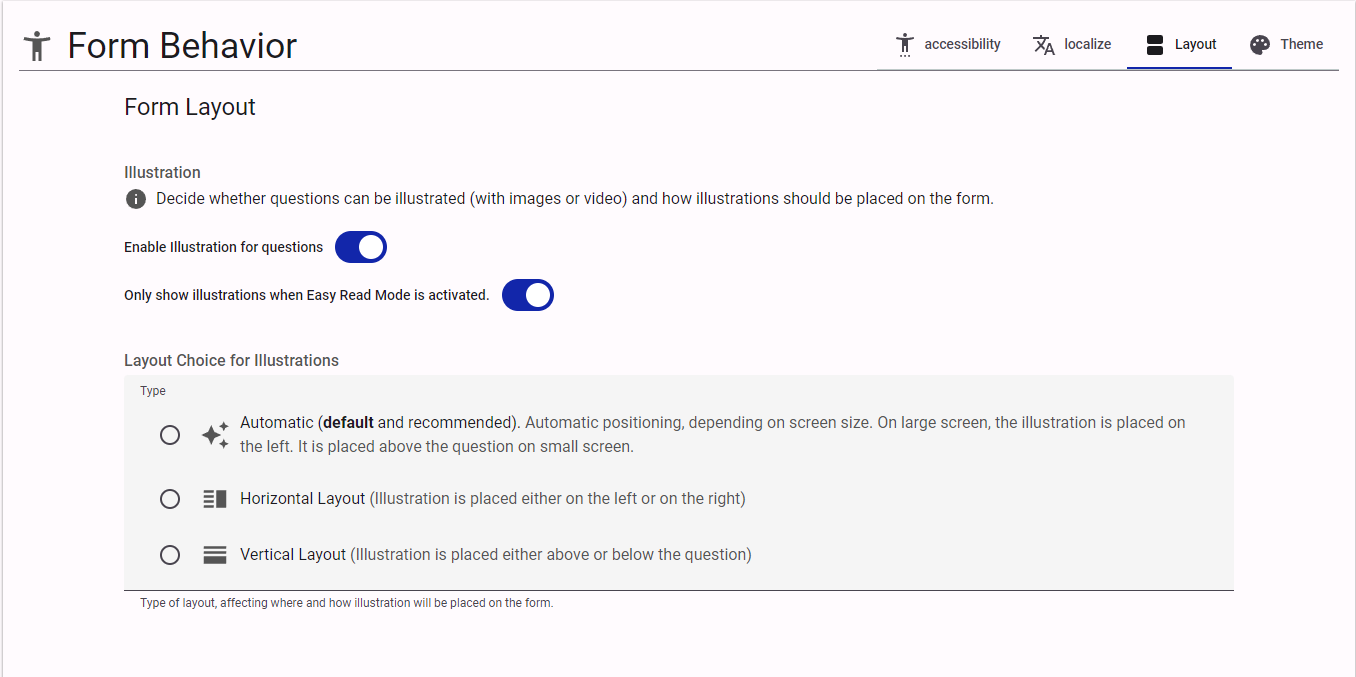 Form Behavior
accessibility
localize
Layout
Theme
Form Layout
Illustration
Decide whether questions can be illustrated (with images or video) and how illustrations should be placed on the form.
Enable Illustration for questions
Only show illustrations when Easy Read Mode is activated.
Layout Choice for Illustrations
Type
Automatic (default and recommended). Automatic positioning, depending on screen size. On large screen, the illustration is placed on
the left. It is placed above the question on small screen.
Horizontal Layout (Illustration is placed either on the left or on the right)
Vertical Layout (Illustration is placed either above or below the question)
Type of layout, affecting where and how illustration will be placed on the form.